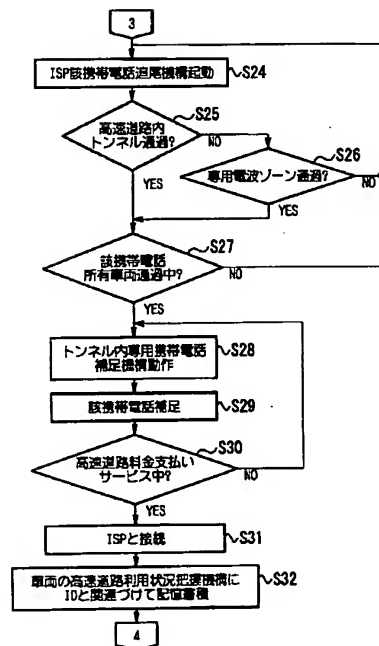 3
ISP該携帯電話追尾機構起動
S24
高速道路内
トンネル通過?
S25
NO
YES
専用電波ゾーン通過?
S26
NO
YES
該携帯電話
所有車両通過中?
S27
NO
YES
トンネル内専用携帯電話
補足機構動作
S28
該携帯電話補足
S29
高速道路料金支払い
サービス中?
S30
NO
YES
ISPと接続
S31
車両の高速道路利用状況把握機構に
IDと関連づけて記憶蓄積
S32
4